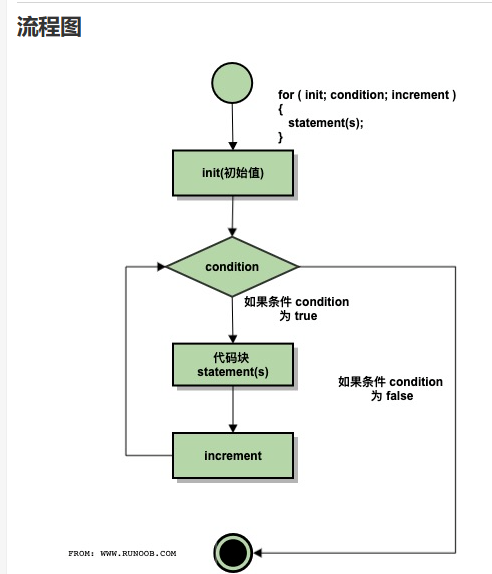 流程图
for ( init; condition; increment )
{
statement(s);
}
init(初始值)
condition
如果条件 condition
为 true
代码块
statement(s)
如果条件 condition
为 false
increment
FROM: WWW.RUNOOB.COM